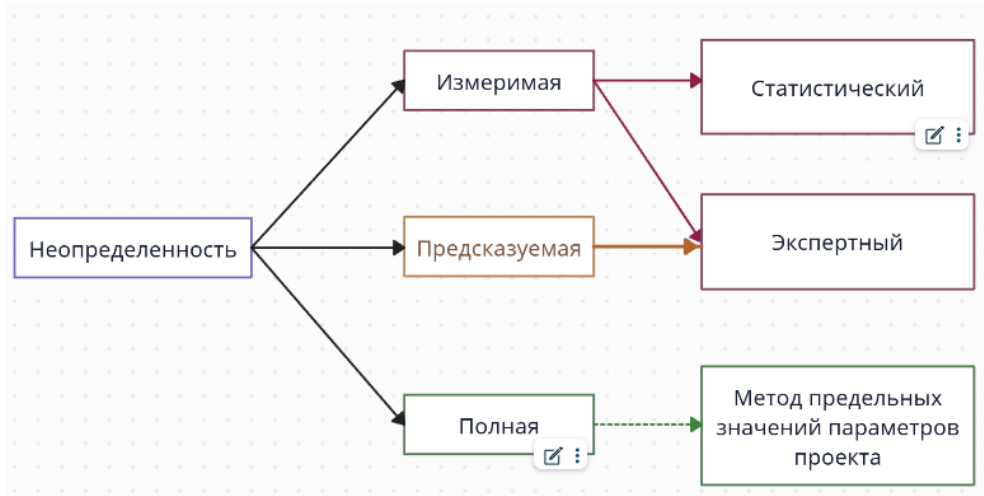 Измеримая
Статистический
Неопределенность
Предсказуемая
Экспертный
Полная
Метод предельных
значений параметров
проекта